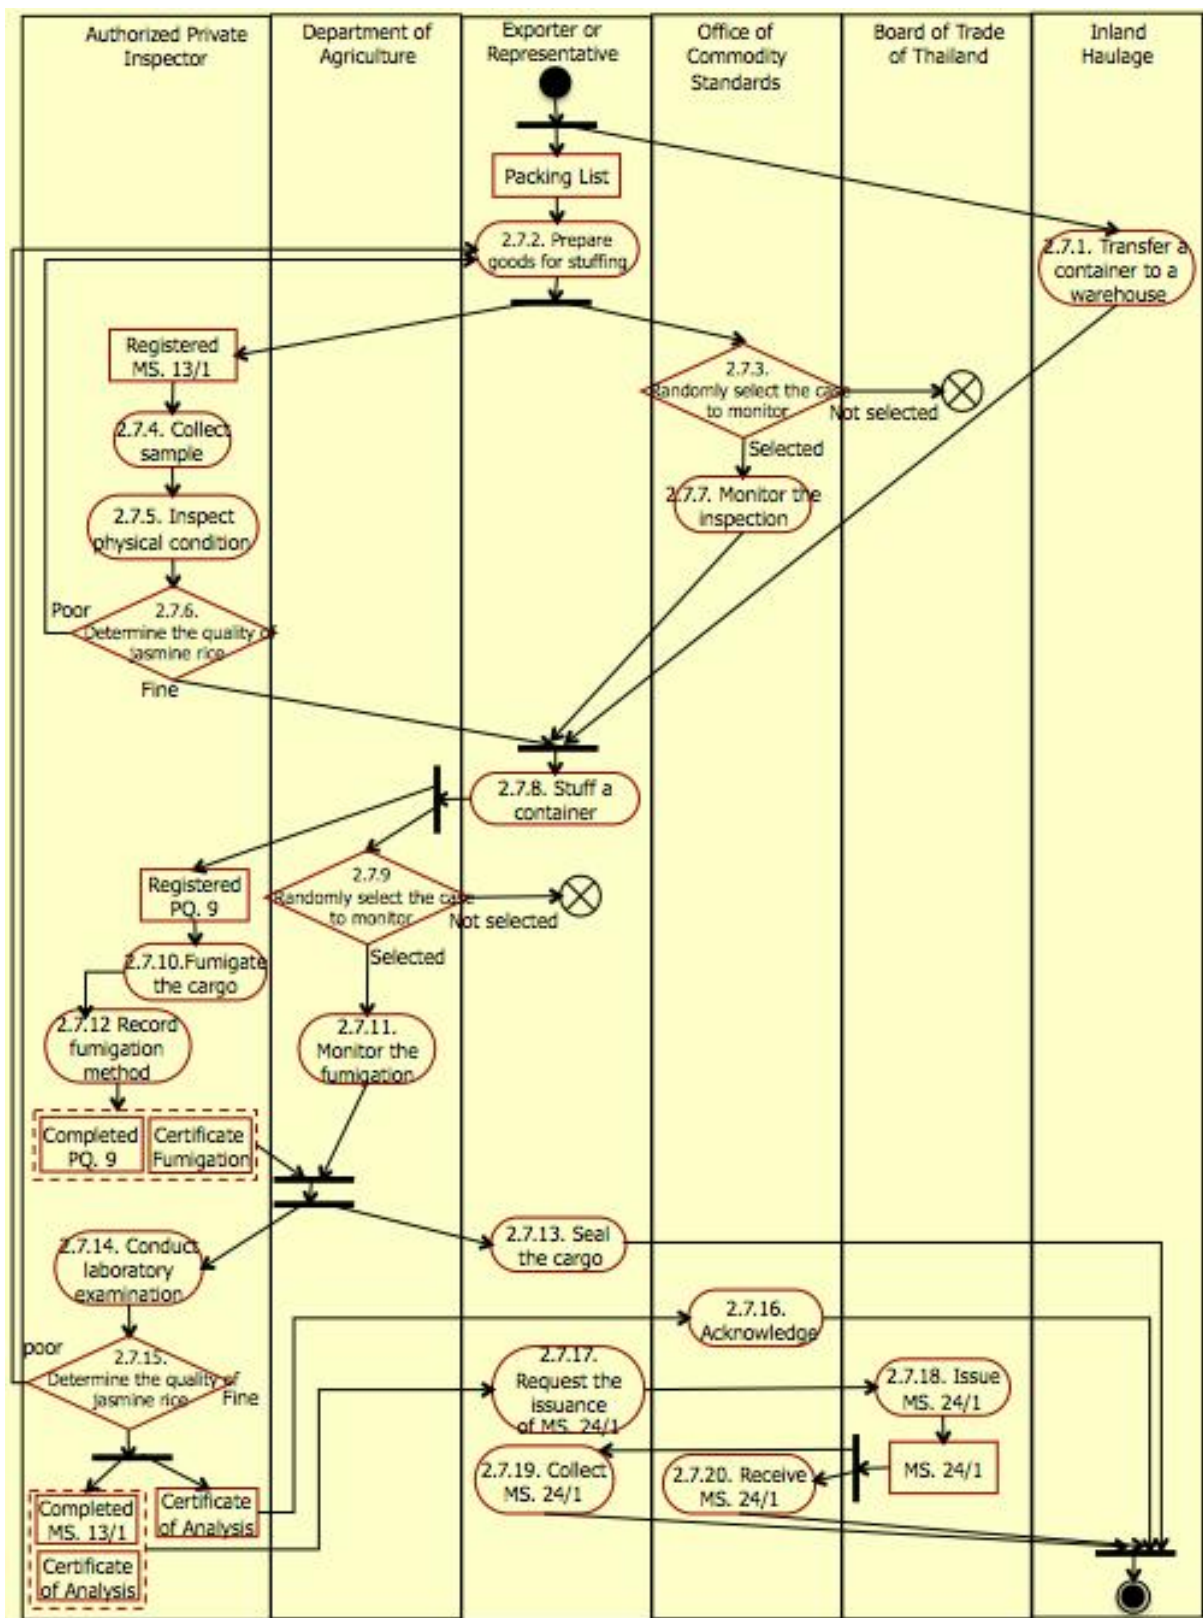 Authorized Private
Inspector
Department of
Agriculture
Exporter or
Representative
Office of
Commodity
Standards
Board of Trade
of Thailand
Inland
Haulage
Packing List
2.7.2. Prepare
goods for stuffing
2.7.1. Transfer a
container to a
warehouse
Registered
MS. 13/1
2.7.3.
Randomly select the case
to monitor
Not selected
Selected
2.7.4. Collect
sample
2.7.7. Monitor the
inspection
2.7.5. Inspect
physical condition
Poor
2.7.6.
Determine the quality of
jasmine rice
Fine
2.7.8. Stuff a
container
Registered
PQ. 9
2.7.9
Randomly select the case
to monitor
Not selected
Selected
2.7.10.Fumigate
the cargo
2.7.12 Record
fumigation
method
2.7.11.
Monitor the
fumigation
Completed
PQ. 9
Certificate
Fumigation
2.7.13. Seal
the cargo
2.7.14. Conduct
laboratory
examination
2.7.16.
Acknowledge
poor
2.7.15.
Determine the quality of
jasmine rice
Fine
2.7.17.
Request the
issuance
of MS. 24/1
2.7.18. Issue
MS. 24/1
2.7.19. Collect
MS. 24/1
2.7.20. Receive
MS. 24/1
MS. 24/1
Completed
MS. 13/1
Certificate
of Analysis
Certificate
of Analysis